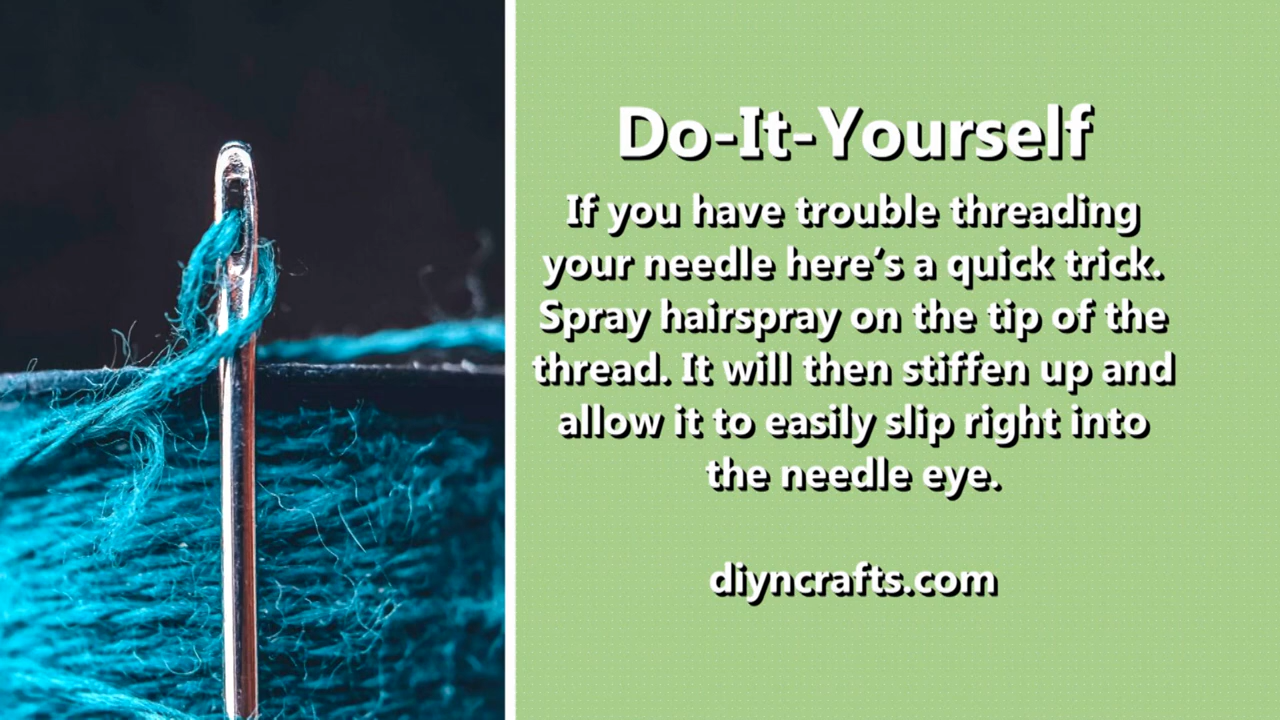 Do-It-Yourself
If you have trouble threading
your needle here’s a quick trick.
Spray hairspray on the tip of the
thread. It will then stiffen up and
allow it to easily slip right into
the needle eye.
diyncrafts.com